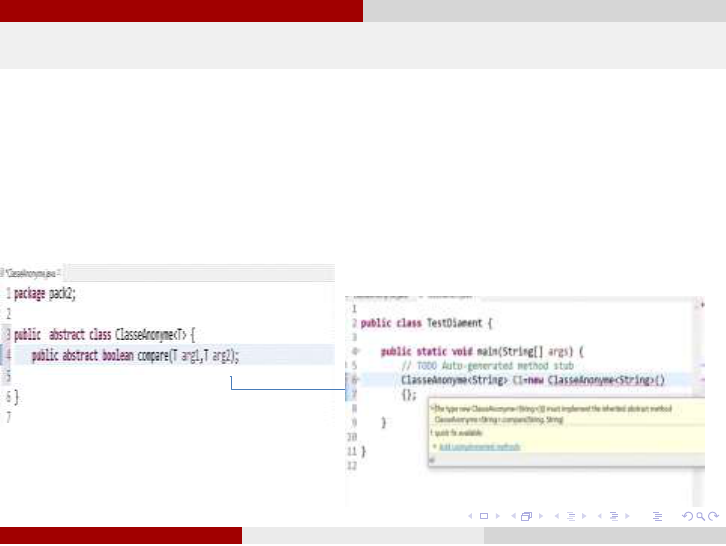 *ClasseAnonyme.java
1 package pack2;
2
3 public abstract class ClasseAnonyme<T> {
4 public abstract boolean compare(T arg1,T arg2);
5
6 }
7
1
2 public class TestDiament {
3
4 public static void main(String[] args) {
5 // TODO Auto-generated method stub
6 ClasseAnonyme<String> Cl=new ClasseAnonyme<String>()
7 {};
8
9 }
10
11 }
12
The type new ClasseAnonyme<String>(){} must implement the inherited abstract method
ClasseAnonyme<String>.compare(String, String)
1 quick fix available:
Add unimplemented methods